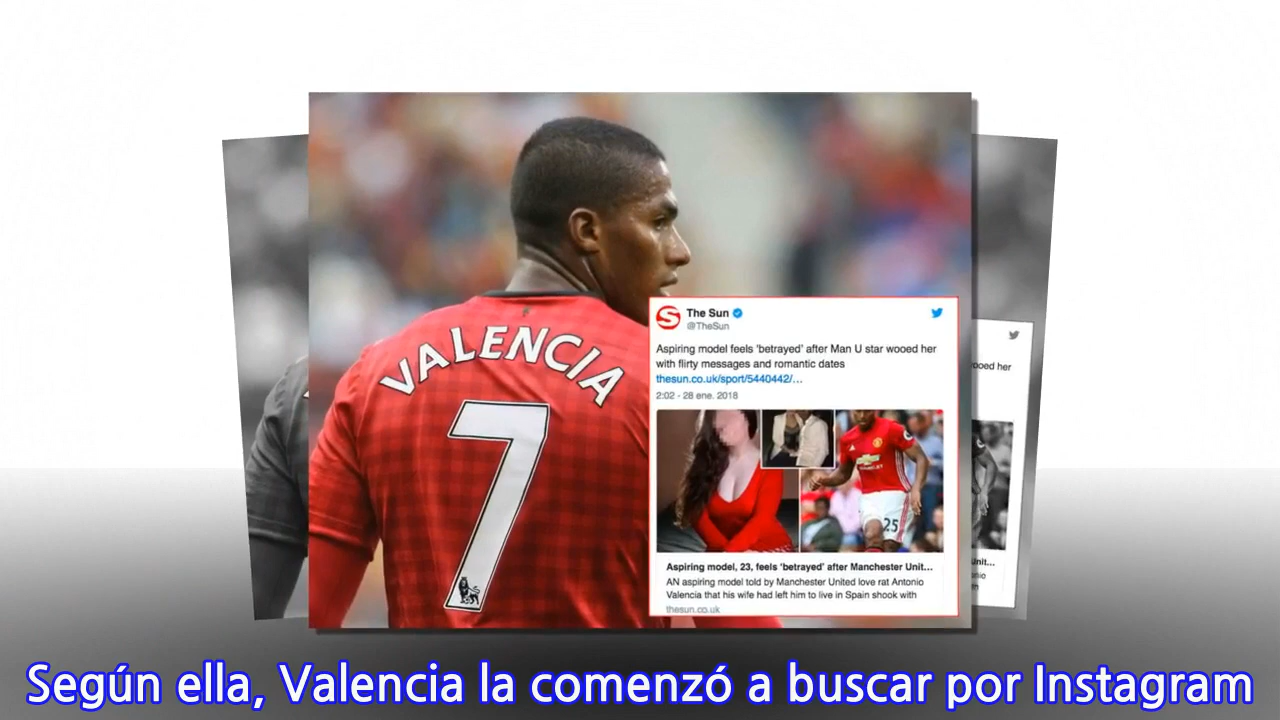 VALENCIA
7
The Sun
@TheSun
Aspiring model feels 'betrayed' after Man U star wooed her
with flirty messages and romantic dates
thesun.co.uk/sport/5440442/...
2:02 - 28 ene. 2018
25
Aspiring model, 23, feels 'betrayed' after Manchester Unit...
AN aspiring model told by Manchester United love rat Antonio
Valencia that his wife had left him to live in Spain shook with
thesun.co.uk
ooed her
nit...
Según ella, Valencia la comenzó a buscar por Instagram